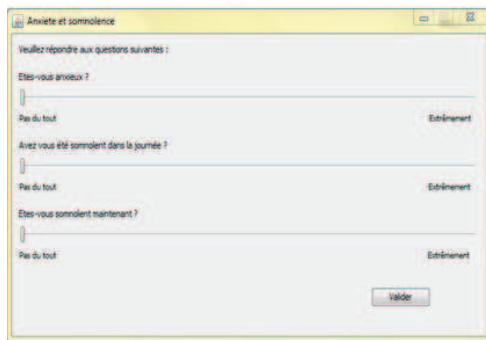 Anxiete et somnolence
Veuillez répondre aux questions suivantes :
Etes-vous anxieux ?
Pas du tout Extrêmement
Avez vous été somnolent dans la journée ?
Pas du tout Extrêmement
Etes-vous somnolent maintenant ?
Pas du tout Extrêmement
Valider